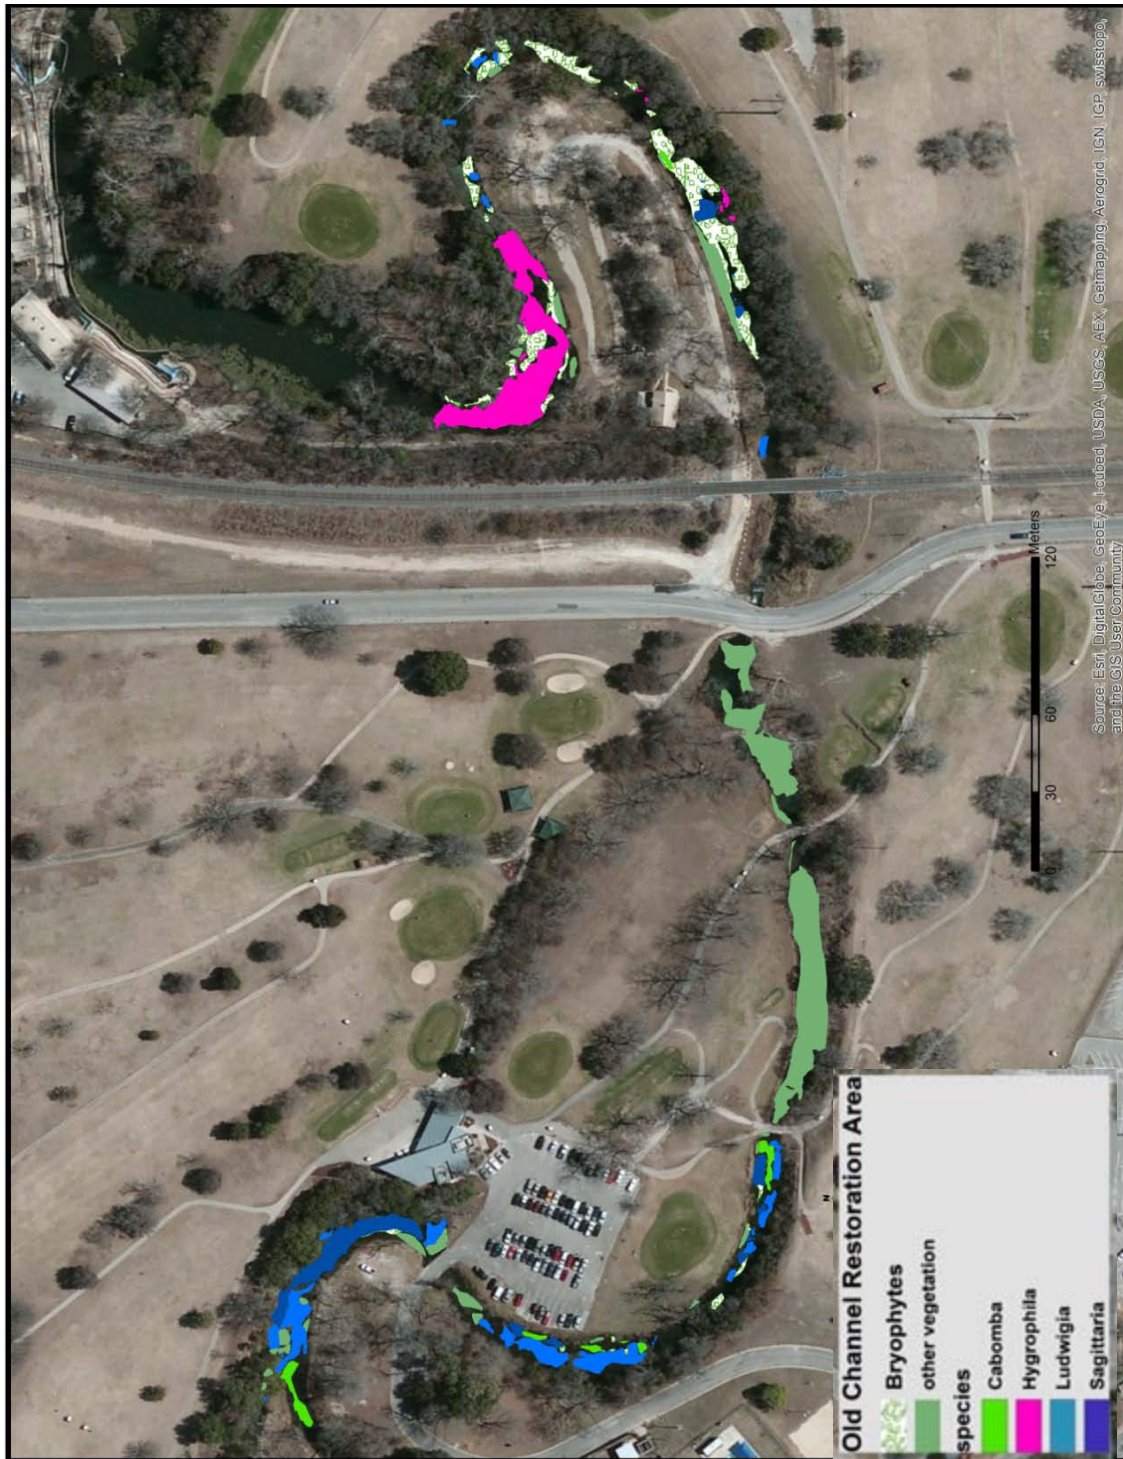 Old Channel Restoration Area
Bryophytes
other vegetation
species
Cabomba
Hygrophila
Ludwigia
Sagittaria
N
0 30 60 120
Meters
Source: Esri, DigitalGlobe, GeoEye, i-cubed, USDA, USGS, AEX, Getmapping, Aerogrid, IGN, IGP, swisstopo,
and the GIS User Community